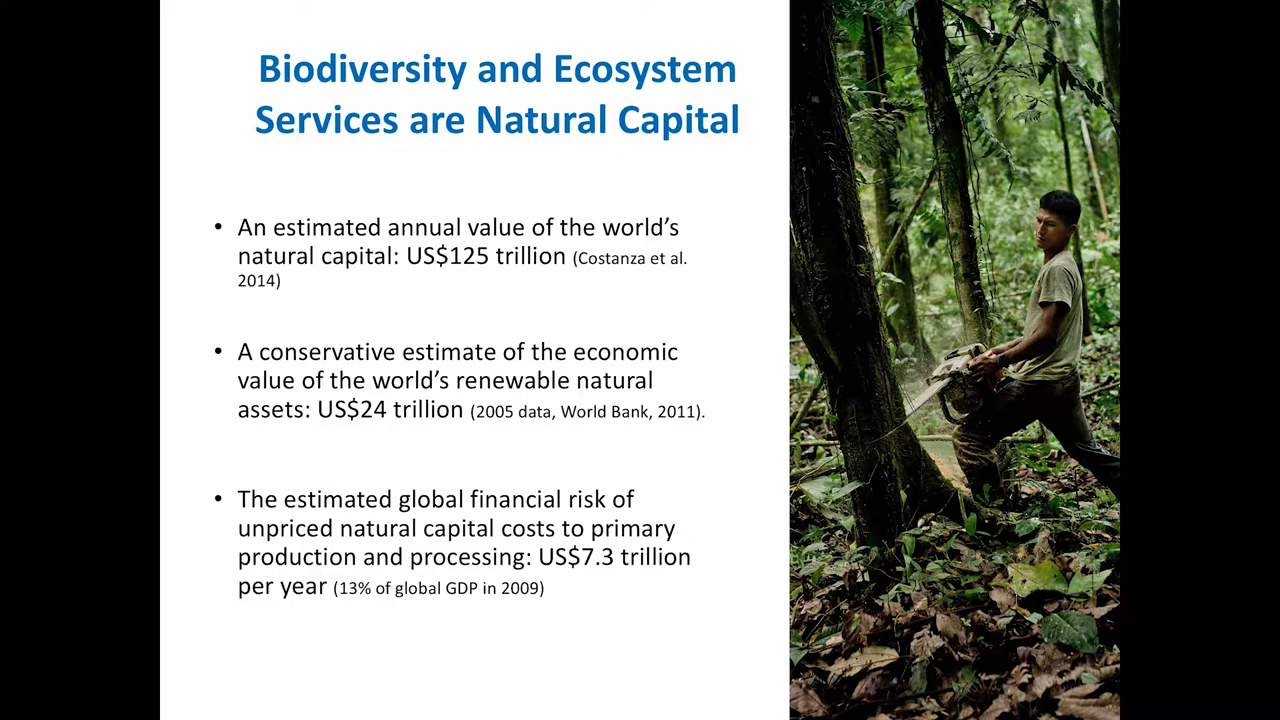 Biodiversity and Ecosystem
Services are Natural Capital
• An estimated annual value of the world’s
natural capital: US$125 trillion (Costanza et al.
2014)
• A conservative estimate of the economic
value of the world’s renewable natural
assets: US$24 trillion (2005 data, World Bank, 2011).
• The estimated global financial risk of
unpriced natural capital costs to primary
production and processing: US$7.3 trillion
per year (13% of global GDP in 2009)